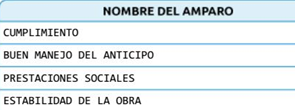 NOMBRE DEL AMPARO
CUMPLIMIENTO
BUEN MANEJO DEL ANTICIPO
PRESTACIONES SOCIALES
ESTABILIDAD DE LA OBRA